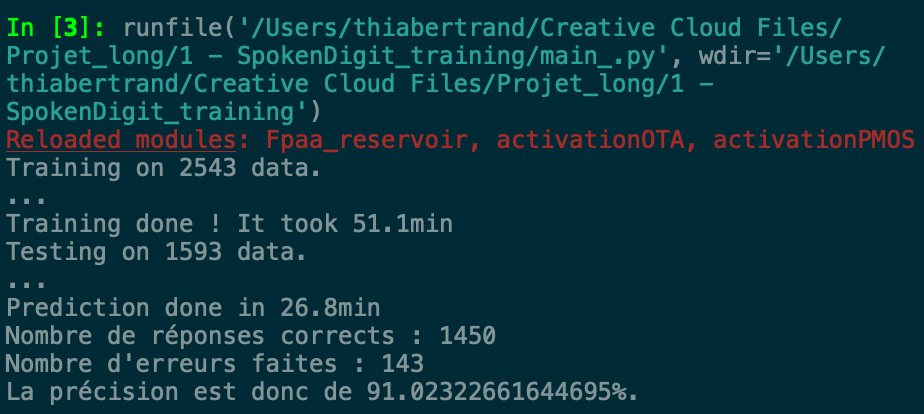 In [3]: runfile('/Users/thiabertrand/Creative Cloud Files/
Projet_long/1 - SpokenDigit_training/main_.py', wdir='/Users/
thiabertrand/Creative Cloud Files/Projet_long/1 -
SpokenDigit_training')
Reloaded modules: Fpaa_reservoir, activationOTA, activationPMOS
Training on 2543 data.
...
Training done ! It took 51.1min
Testing on 1593 data.
...
Prediction done in 26.8min
Nombre de réponses corrects : 1450
Nombre d'erreurs faites : 143
La précision est donc de 91.02322661644695%.